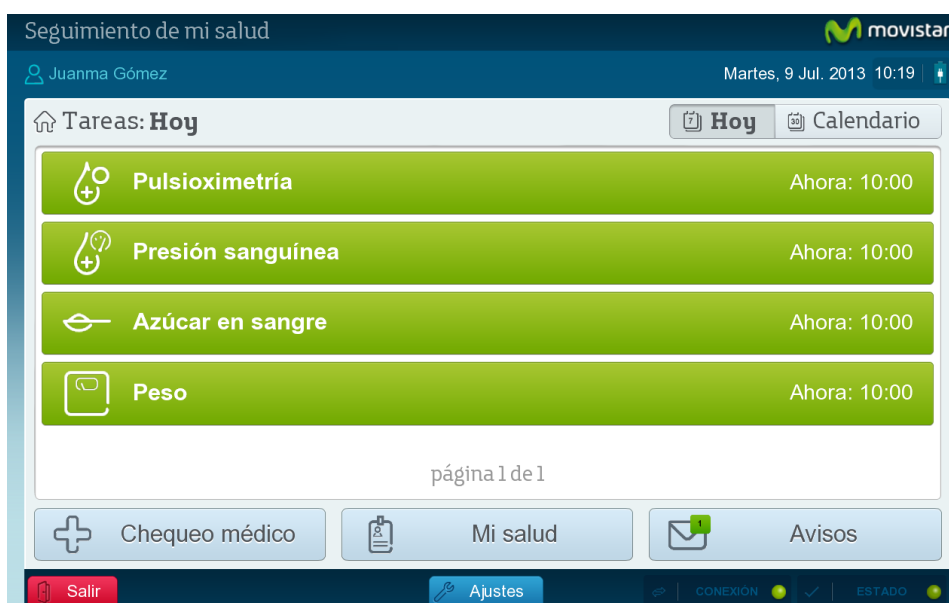 Seguimiento de mi salud
movistar
Juanma Gómez
Martes, 9 Jul. 2013 10:19
Tareas: Hoy
7 Hoy
30 Calendario
Pulsioximetría Ahora: 10:00
Presión sanguínea Ahora: 10:00
Azúcar en sangre Ahora: 10:00
Peso Ahora: 10:00
página 1 de 1
Chequeo médico
Mi salud
1 Avisos
Salir
Ajustes
CONEXIÓN
ESTADO